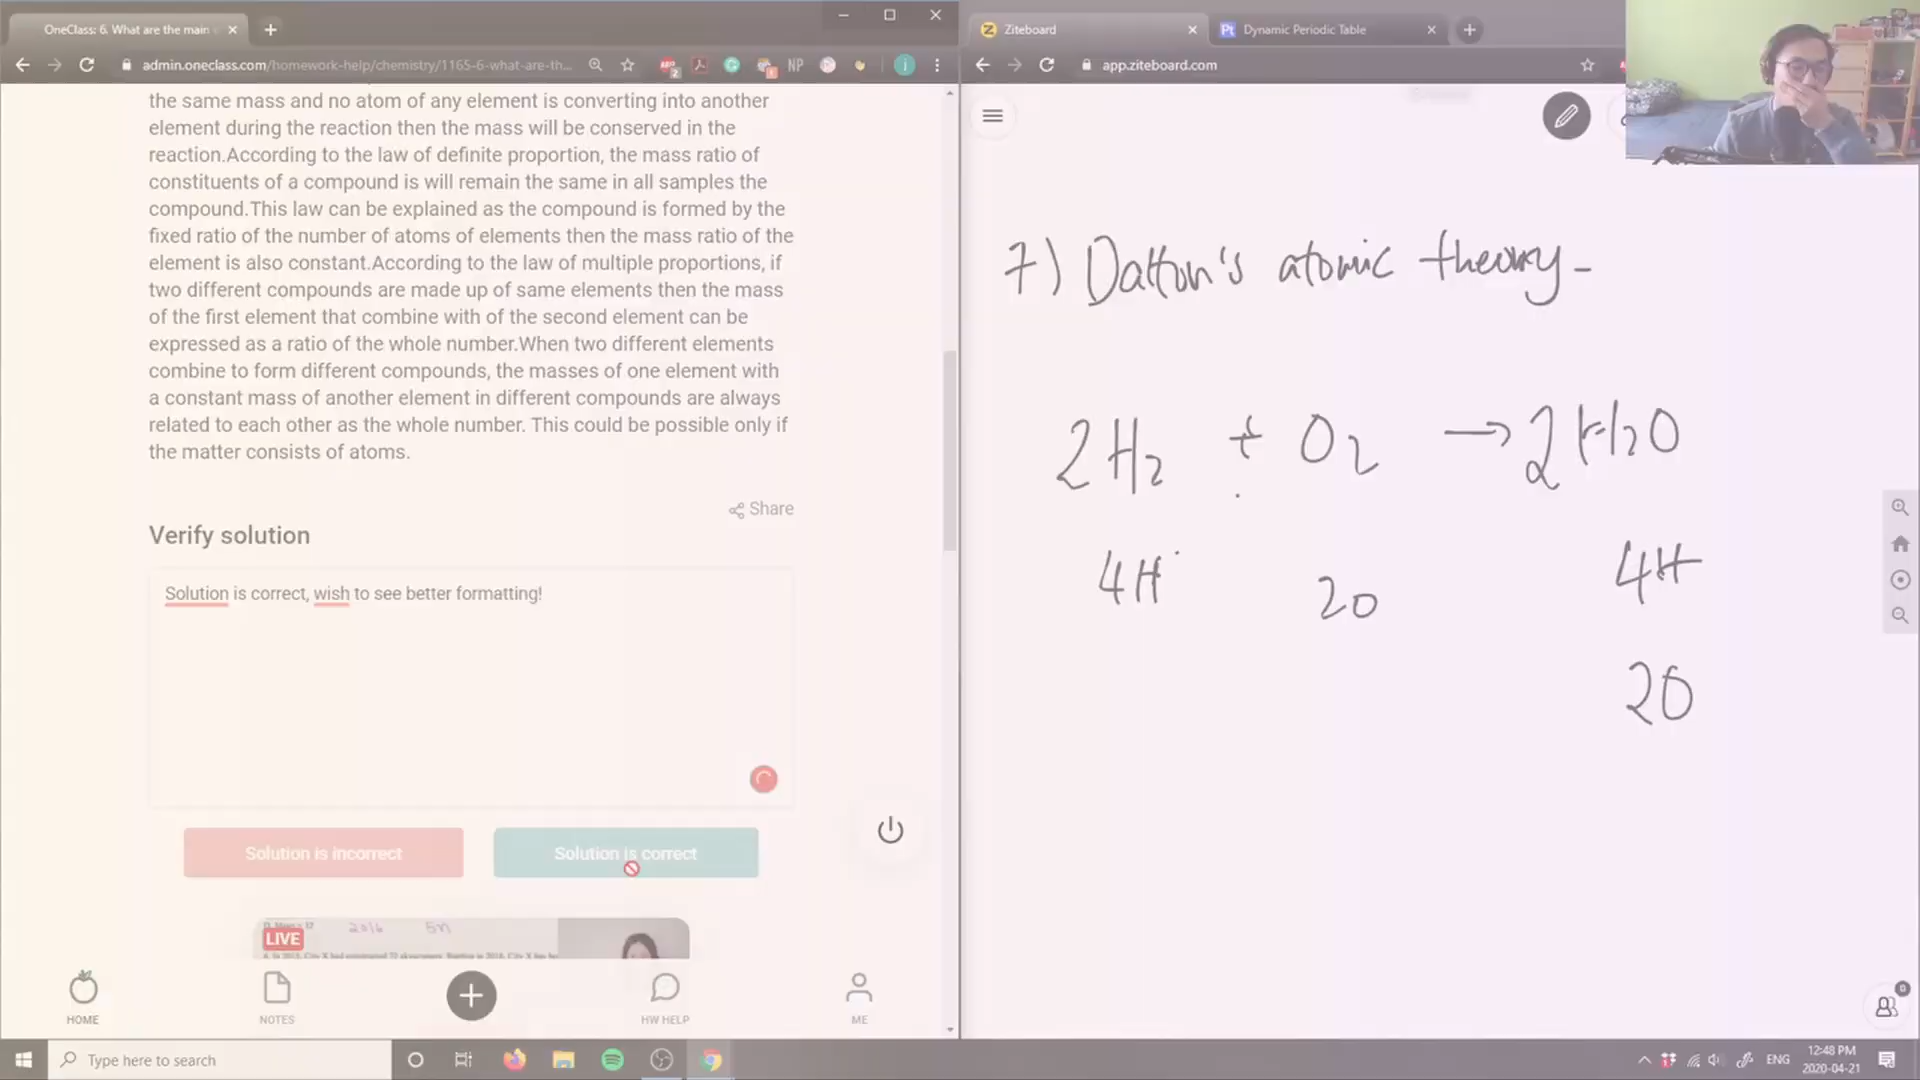 OneClass: 6. What are the main
Ziteboard
Dynamic Periodic Table
admin.oneclass.com/homework-help/chemistry/1165-6-what-are-th...
NP
app.ziteboard.com
the same mass and no atom of any element is converting into another
element during the reaction then the mass will be conserved in the
reaction.According to the law of definite proportion, the mass ratio of
constituents of a compound is will remain the same in all samples the
compound.This law can be explained as the compound is formed by the
fixed ratio of the number of atoms of elements then the mass ratio of the
element is also constant.According to the law of multiple proportions, if
two different compounds are made up of same elements then the mass
of the first element that combine with of the second element can be
expressed as a ratio of the whole number.When two different elements
combine to form different compounds, the masses of one element with
a constant mass of another element in different compounds are always
related to each other as the whole number. This could be possible only if
the matter consists of atoms.
Share
Verify solution
Solution is correct, wish to see better formatting!
Solution is incorrect
Solution is correct
2016 5n
LIVE
HOME
NOTES
HW HELP
ME
7) Dalton's atomic theory-
2H₂ + O₂ → 2H₂O
4H 2O 4H
2O
0
Type here to search
ENG
12:48 PM
2020-04-21